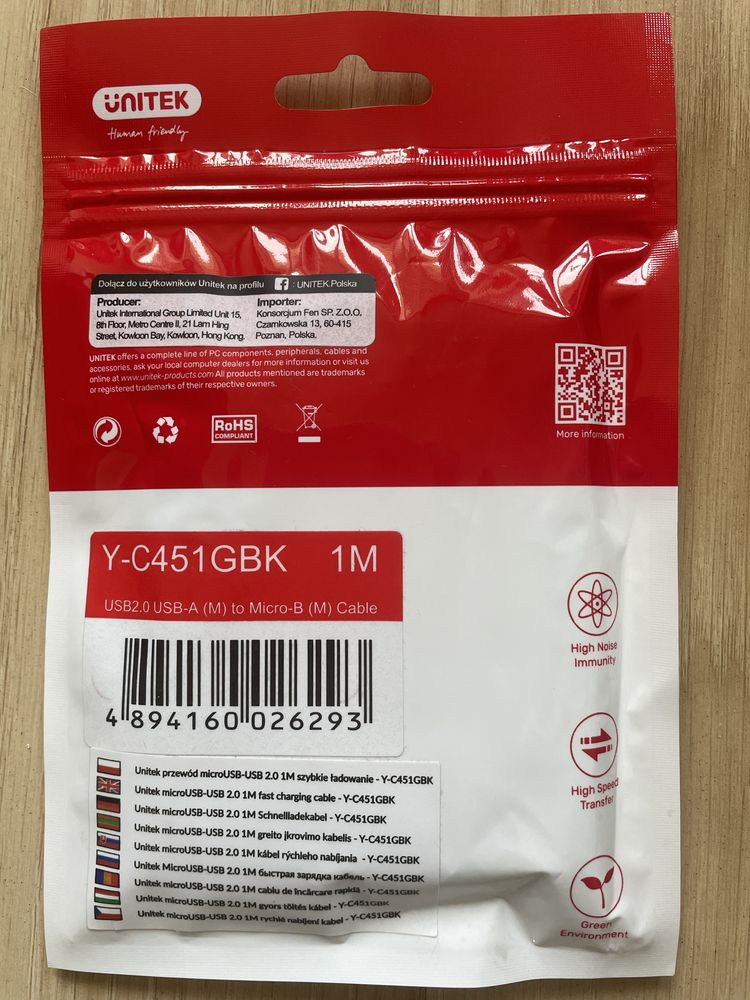 UNITEK
Human friendly
Dołącz do użytkowników Unitek na profilu f : UNITEK.Polska
Producer:
Unitek International Group Limited Unit 15,
8th Floor, Metro Centre II, 21 Lam Hing
Street, Kowloon Bay, Kowloon, Hong Kong.
Importer:
Konsorcjum Fen SP. Z.O.O,
Czarnkowska 13, 60-415
Poznan, Polska.
UNITEK offers a complete line of PC components, peripherals, cables and
accessories, ask your local computer dealers for more information or visit us
online at www.unitek-products.com All products mentioned are trademarks
or registered trademarks of their respective owners.
RoHS
COMPLIANT
More information
Y-C451GBK 1M
USB2.0 USB-A (M) to Micro-B (M) Cable
4 894160 026293
High Noise
Immunity
High Speed
Transfer
Green
Environment
Unitek przewód microUSB-USB 2.0 1M szybkie ładowanie - Y-C451GBK
Unitek microUSB-USB 2.0 1M fast charging cable - Y-C451GBK
Unitek microUSB-USB 2.0 1M Schnellladekabel - Y-C451GBK
Unitek microUSB-USB 2.0 1M greito įkrovimo kabelis - Y-C451GBK
Unitek microUSB-USB 2.0 1M kábel rýchleho nabíjania - Y-C451GBK
Unitek MicroUSB-USB 2.0 1M быстрая зарядка кабель - Y-C451GBK
Unitek microUSB-USB 2.0 1M cablu de încărcare rapidă - Y-C451GBK
Unitek microUSB-USB 2.0 1M gyors töltés kábel - Y-C451GBK
Unitek microUSB-USB 2.0 1M rychlé nabíjení kabel - Y-C451GBK